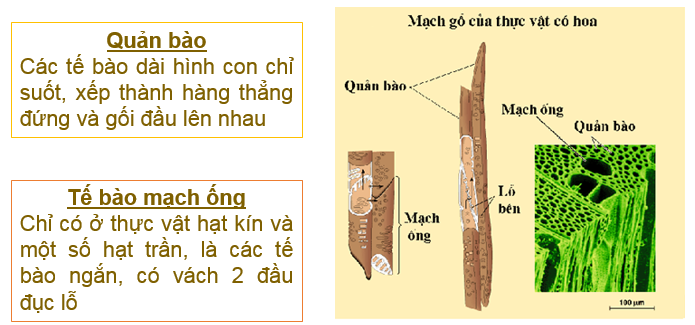 Quản bào
Các tế bào dài hình con chỉ
suốt, xếp thành hàng thẳng
đứng và gối đầu lên nhau
Tế bào mạch ống
Chỉ có ở thực vật hạt kín và
một số hạt trần, là các tế
bào ngắn, có vách 2 đầu
đục lỗ
Mạch gỗ của thực vật có hoa
Quản bào
Mạch ống
Quản bào
Lỗ
bên
Mạch
ống
100 µm